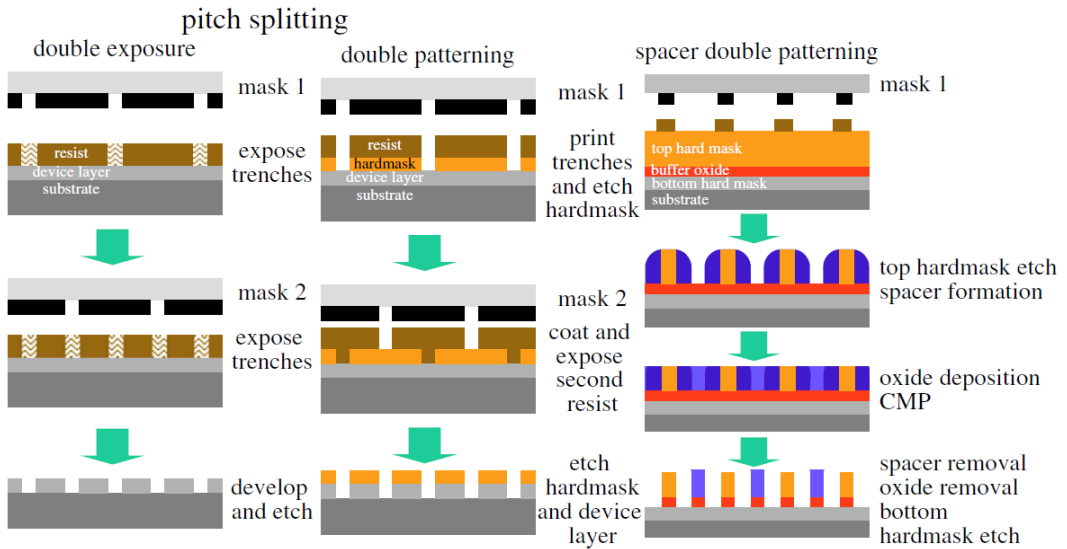 pitch splitting
double exposure
mask 1
resist
device layer
substrate
expose
trenches
mask 2
expose
trenches
develop
and etch
double patterning
mask 1
resist
hardmask
device layer
substrate
print
trenches
and etch
hardmask
mask 2
coat and
expose
second
resist
etch
hardmask
and device
layer
spacer double patterning
mask 1
top hard mask
buffer oxide
bottom hard mask
substrate
top hardmask etch
spacer formation
oxide deposition
CMP
spacer removal
oxide removal
bottom
hardmask etch